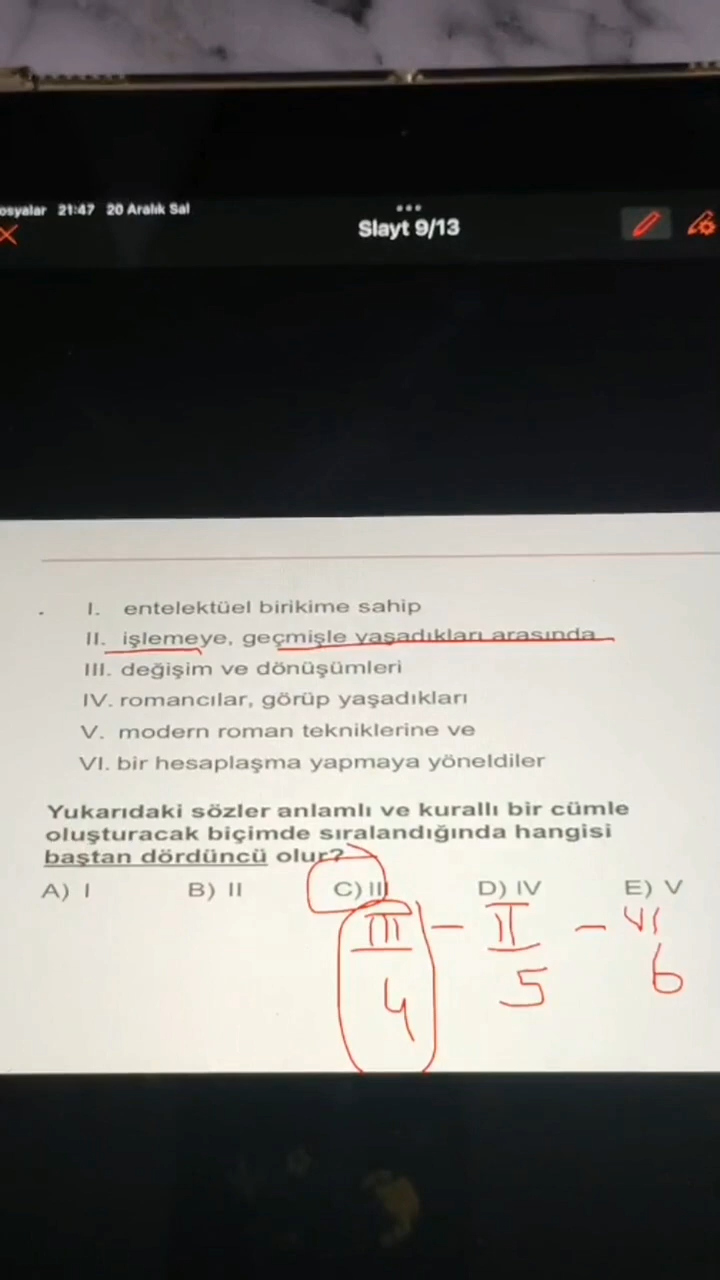 osyalar 21:47 20 Aralık Sal
Slayt 9/13
I. entelektüel birikime sahip
II. işlemeye, geçmişle yaşadıkları arasında
III. değişim ve dönüşümleri
IV. romancılar, görüp yaşadıkları
V. modern roman tekniklerine ve
VI. bir hesaplaşma yapmaya yöneldiler
Yukarıdaki sözler anlamlı ve kurallı bir cümle
oluşturacak biçimde sıralandığında hangisi
baştan dördüncü olur?
A) I B) II C) III D) IV E) V
III - II - VI
4 5 6